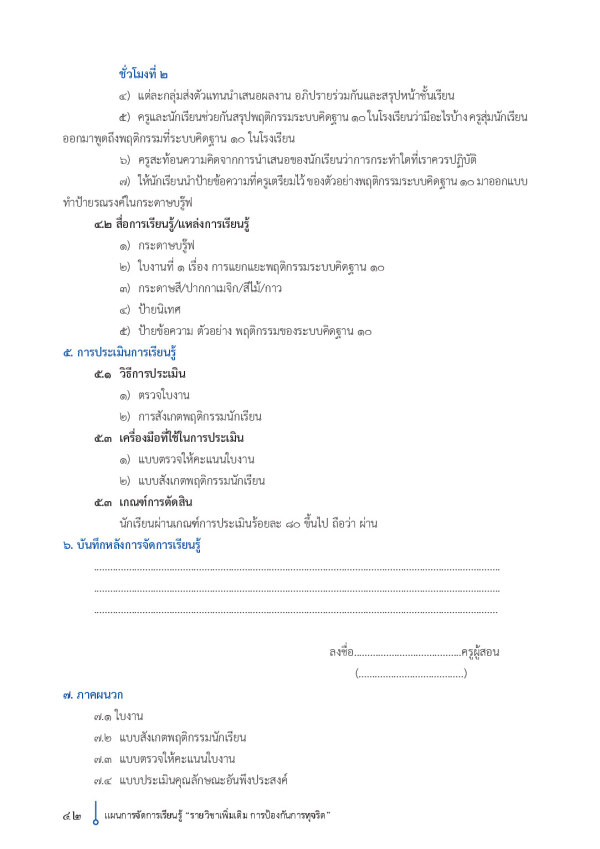 ชั่วโมงที่ ๒
๔) แต่ละกลุ่มส่งตัวแทนนำเสนอผลงาน อภิปรายร่วมกันและสรุปหน้าชั้นเรียน
๕) ครูและนักเรียนช่วยกันสรุปพฤติกรรมระบบคิดฐาน ๑๐ ในโรงเรียนว่ามีอะไรบ้าง ครูสุ่มนักเรียน
ออกมาพูดถึงพฤติกรรมที่ระบบคิดฐาน ๑๐ ในโรงเรียน
๖) ครูสะท้อนความคิดจากการนำเสนอของนักเรียนว่าการกระทำใดที่เราควรปฏิบัติ
๗) ให้นักเรียนนำป้ายข้อความที่ครูเตรียมไว้ ของตัวอย่างพฤติกรรมระบบคิดฐาน ๑๐ มาออกแบบ
ทำป้ายรณรงค์ในกระดาษบรู๊ฟ
๔.๒ สื่อการเรียนรู้/แหล่งการเรียนรู้
๑) กระดาษบรู๊ฟ
๒) ใบงานที่ ๑ เรื่อง การแยกแยะพฤติกรรมระบบคิดฐาน ๑๐
๓) กระดาษสี/ปากกาเมจิก/สีไม้/กาว
๔) ป้ายนิเทศ
๕) ป้ายข้อความ ตัวอย่าง พฤติกรรมของระบบคิดฐาน ๑๐
๕. การประเมินการเรียนรู้
๕.๑ วิธีการประเมิน
๑) ตรวจใบงาน
๒) การสังเกตพฤติกรรมนักเรียน
๕.๓ เครื่องมือที่ใช้ในการประเมิน
๑) แบบตรวจให้คะแนนใบงาน
๒) แบบสังเกตพฤติกรรมนักเรียน
๕.๓ เกณฑ์การตัดสิน
นักเรียนผ่านเกณฑ์การประเมินร้อยละ ๘๐ ขึ้นไป ถือว่า ผ่าน
๖. บันทึกหลังการจัดการเรียนรู้
................................................................................
................................................................................
................................................................................
ลงชื่อ........................................ครูผู้สอน
(.......................................)
๗. ภาคผนวก
๗.๑ ใบงาน
๗.๒ แบบสังเกตพฤติกรรมนักเรียน
๗.๓ แบบตรวจให้คะแนนใบงาน
๗.๔ แบบประเมินคุณลักษณะอันพึงประสงค์
๔๒ แผนการจัดการเรียนรู้ "รายวิชาเพิ่มเติม การป้องกันการทุจริต"